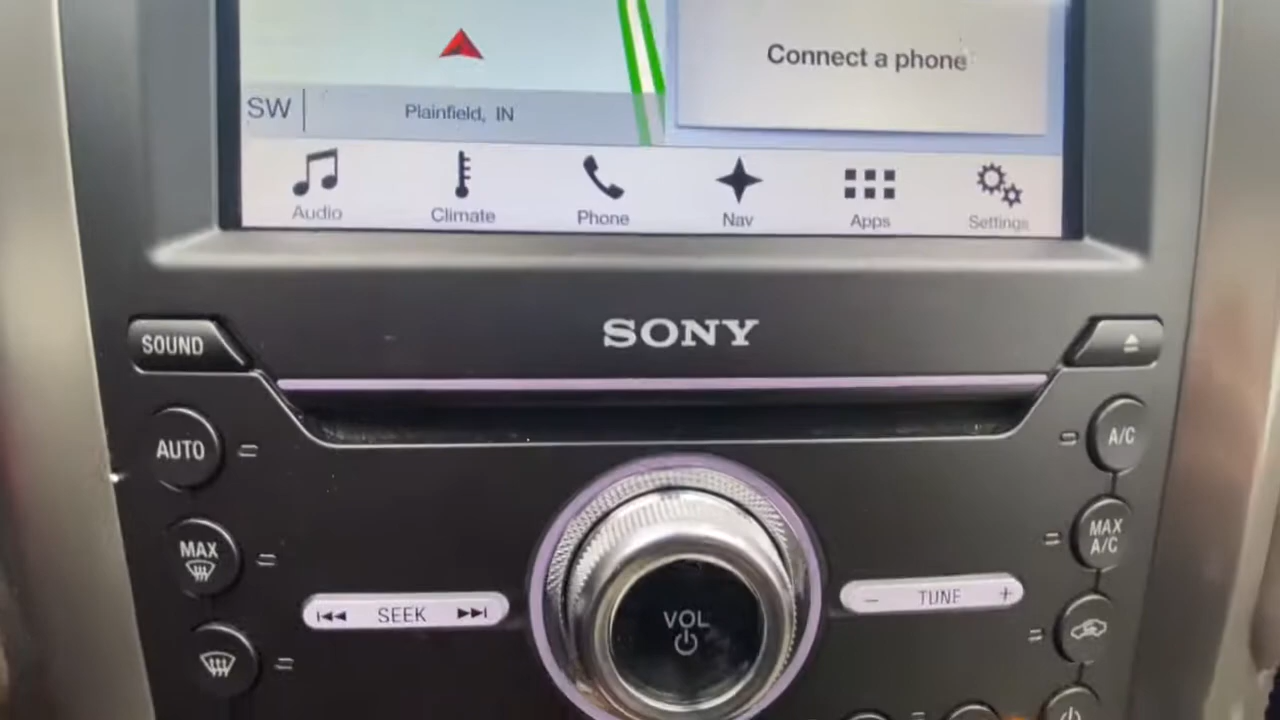 Connect a phone
SW
Plainfield, IN
Audio
Climate
Phone
Nav
Apps
Settings
SONY
SOUND
AUTO
A/C
MAX
MAX
A/C
SEEK
TUNE
VOL